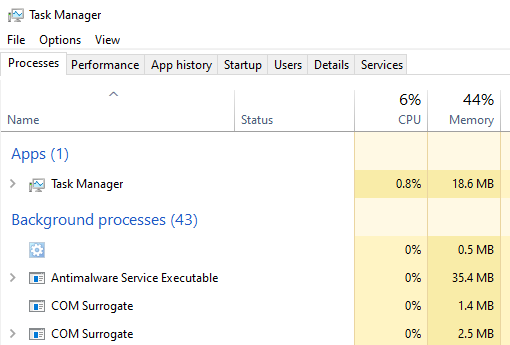 Task Manager
File Options View
Processes Performance App history Startup Users Details Services
6% 44%
Name Status CPU Memory
Apps (1)
Task Manager 0.8% 18.6 MB
Background processes (43)
0% 0.5 MB
Antimalware Service Executable 0% 35.4 MB
COM Surrogate 0% 1.4 MB
COM Surrogate 0% 2.5 MB